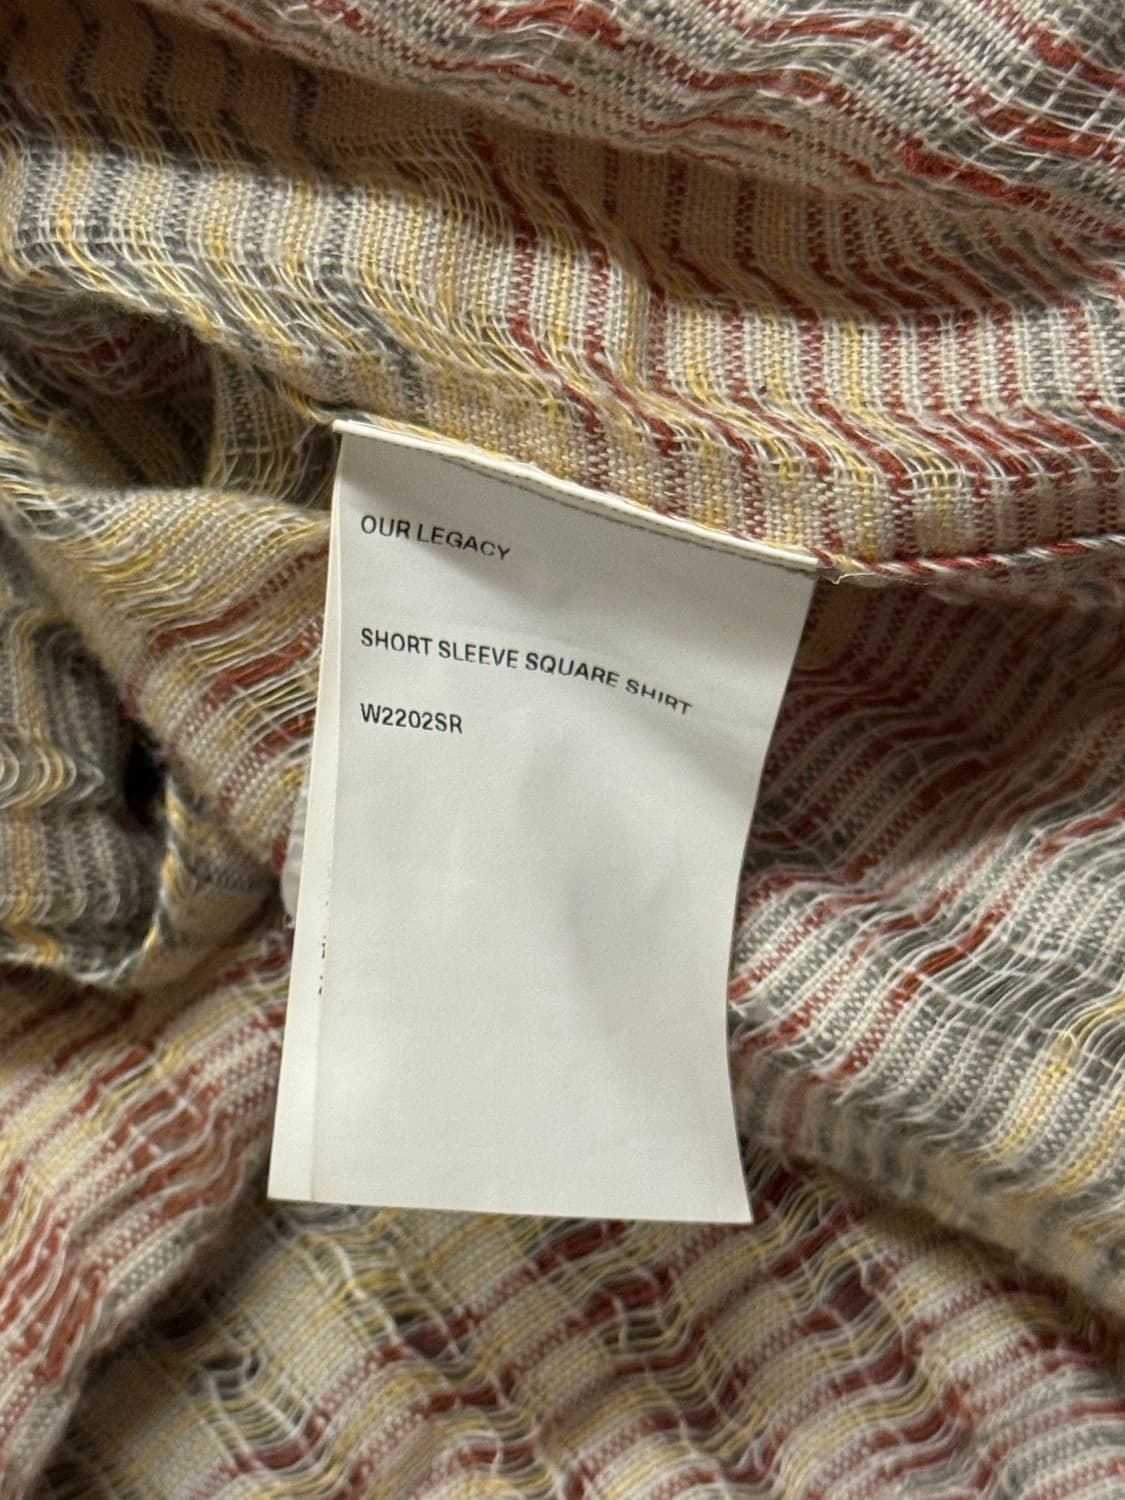 OUR LEGACY
SHORT SLEEVE SQUARE SHIRT
W2202SR